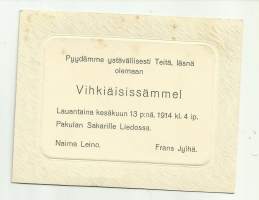 Pyydämme ystävällisesti Teitä, läsnä
olemaan
Vihkiäisissämme!
Lauantaina kesäkuun 13 p:nä, 1914 kl. 4 ip.
Pakulan Sakarille Liedossa.
Naima Leino. Frans Jylhä.